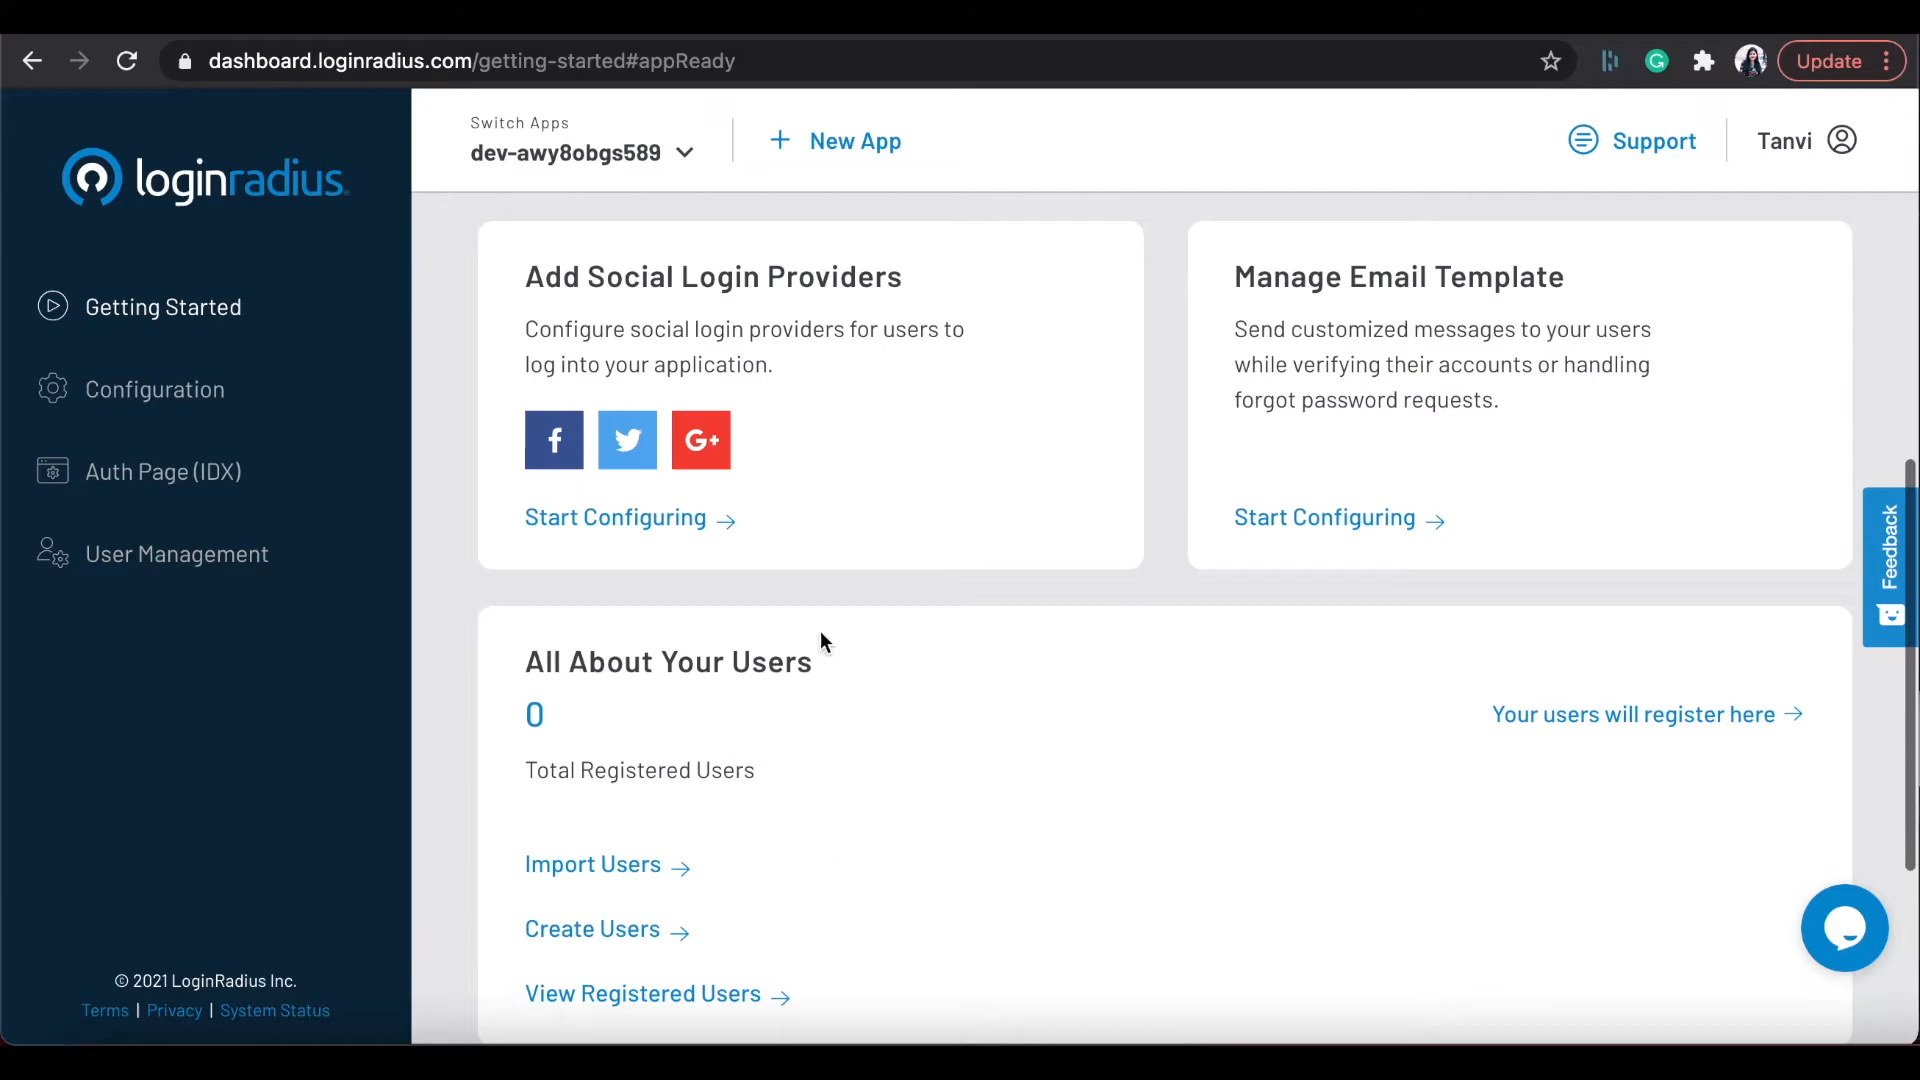 dashboard.loginradius.com/getting-started#appReady
Update
loginradius
Switch Apps
dev-awy8obgs589
+ New App
Support
Tanvi
Getting Started
Configuration
Auth Page (IDX)
User Management
Add Social Login Providers
Configure social login providers for users to
log into your application.
f
G+
Start Configuring →
Manage Email Template
Send customized messages to your users
while verifying their accounts or handling
forgot password requests.
Start Configuring →
Feedback
All About Your Users
0
Your users will register here →
Total Registered Users
Import Users →
Create Users →
View Registered Users →
© 2021 LoginRadius Inc.
Terms | Privacy | System Status